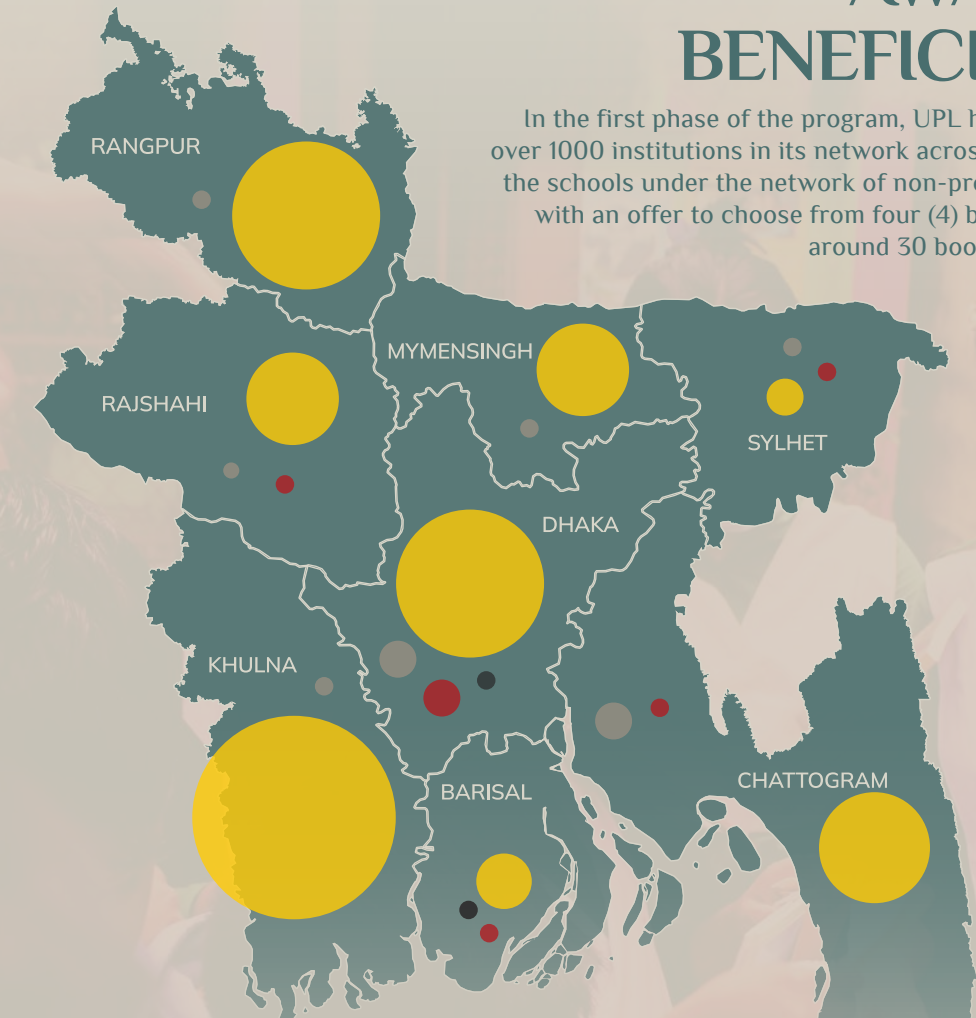 BENEFICI
In the first phase of the program, UPL h
over 1000 institutions in its network acros
the schools under the network of non-pr
with an offer to choose from four (4) b
around 30 boo
RANGPUR
MYMENSINGH
RAJSHAHI
SYLHET
DHAKA
KHULNA
CHATTOGRAM
BARISAL